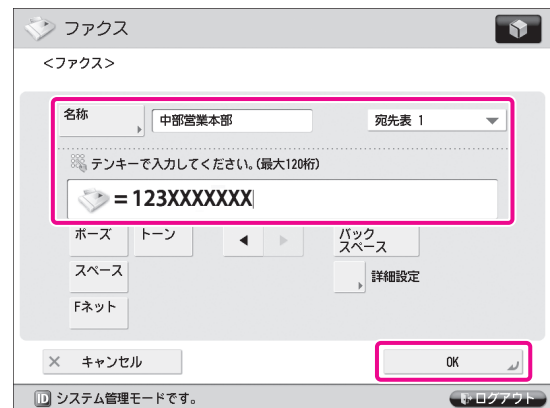 ファクス
<ファクス>
名称
中部営業本部
宛先表 1
テンキーで入力してください。(最大120桁)
= 123XXXXXXX
ポーズ
トーン
バックスペース
スペース
詳細設定
Fネット
キャンセル
OK
システム管理モードです。
ログアウト